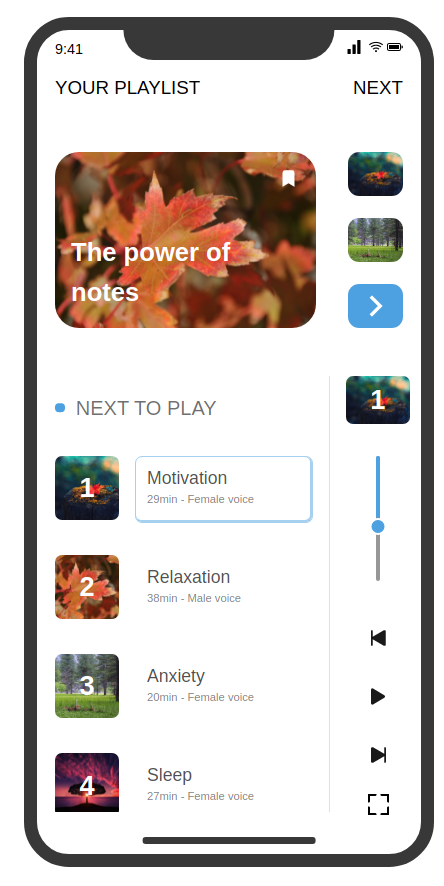 9:41
YOUR PLAYLIST
NEXT
The power of
notes
NEXT TO PLAY
1
1
Motivation
29min - Female voice
2
Relaxation
38min - Male voice
3
Anxiety
20min - Female voice
4
Sleep
27min - Female voice